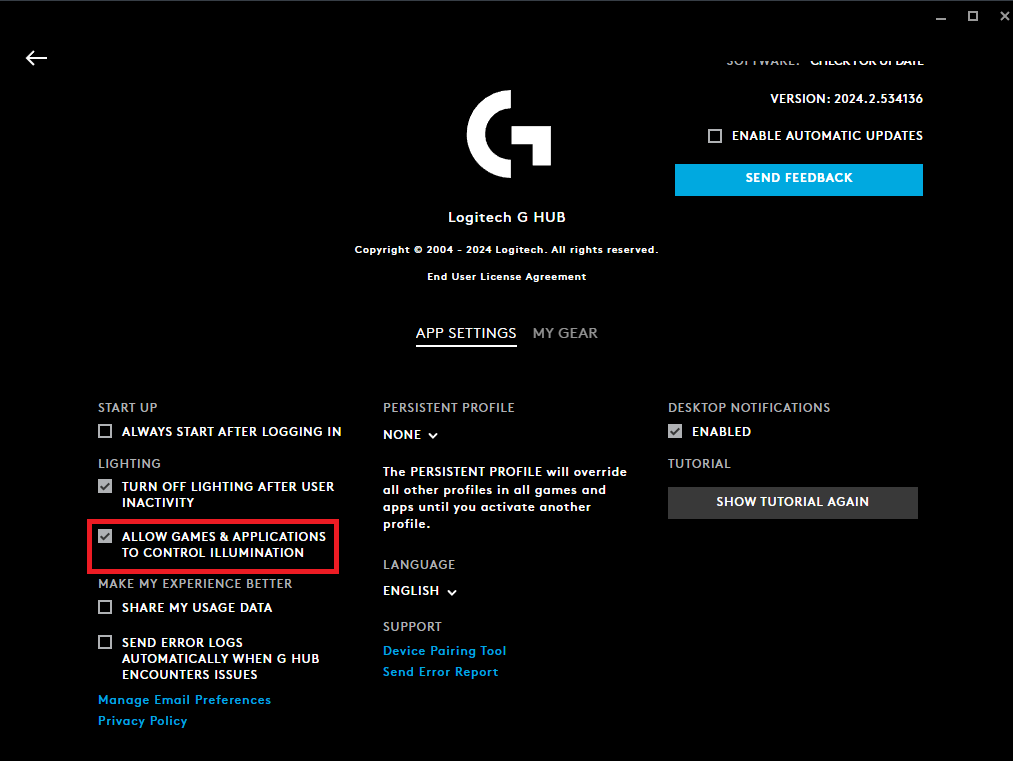 SOFTWARE: CHECK FOR UPDATE
VERSION: 2024.2.534136
ENABLE AUTOMATIC UPDATES
SEND FEEDBACK
Logitech G HUB
Copyright © 2004 - 2024 Logitech. All rights reserved.
End User License Agreement
APP SETTINGS MY GEAR
START UP
ALWAYS START AFTER LOGGING IN
LIGHTING
TURN OFF LIGHTING AFTER USER
INACTIVITY
ALLOW GAMES & APPLICATIONS
TO CONTROL ILLUMINATION
MAKE MY EXPERIENCE BETTER
SHARE MY USAGE DATA
SEND ERROR LOGS
AUTOMATICALLY WHEN G HUB
ENCOUNTERS ISSUES
Manage Email Preferences
Privacy Policy
PERSISTENT PROFILE
NONE
The PERSISTENT PROFILE will override
all other profiles in all games and
apps until you activate another
profile.
LANGUAGE
ENGLISH
SUPPORT
Device Pairing Tool
Send Error Report
DESKTOP NOTIFICATIONS
ENABLED
TUTORIAL
SHOW TUTORIAL AGAIN